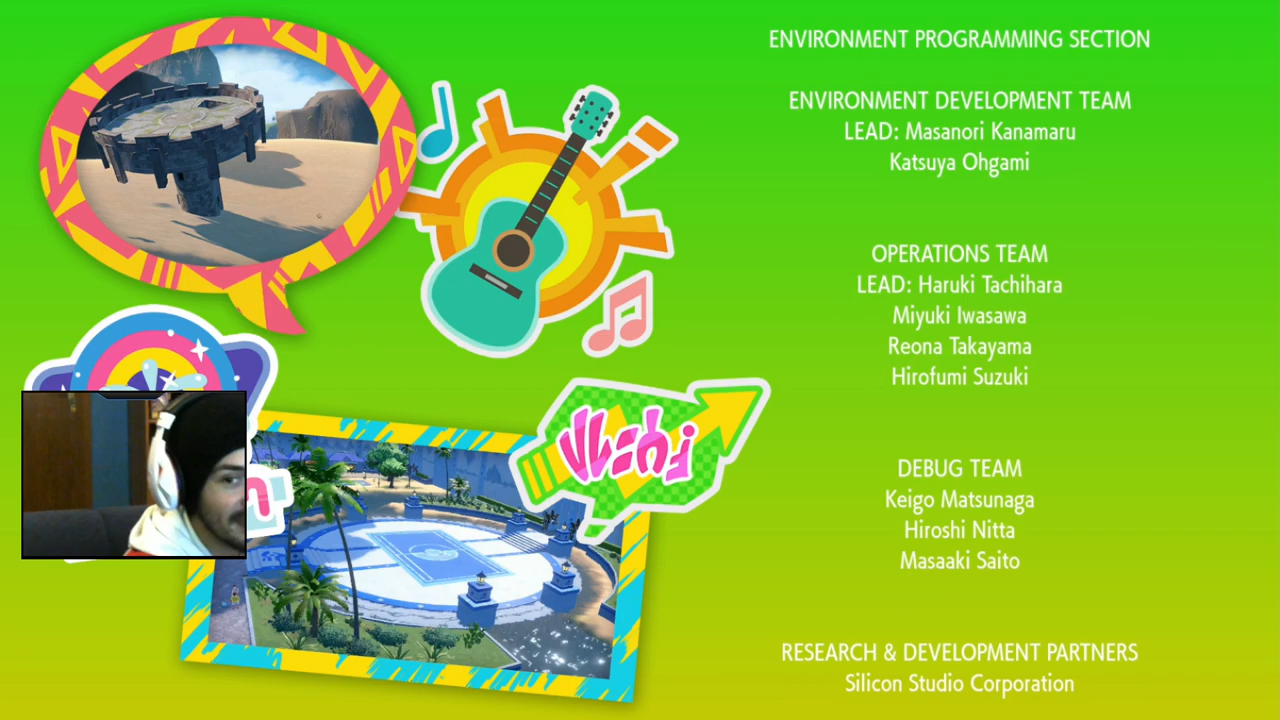 ENVIRONMENT PROGRAMMING SECTION
ENVIRONMENT DEVELOPMENT TEAM
LEAD: Masanori Kanamaru
Katsuya Ohgami
OPERATIONS TEAM
LEAD: Haruki Tachihara
Miyuki Iwasawa
Reona Takayama
Hirofumi Suzuki
DEBUG TEAM
Keigo Matsunaga
Hiroshi Nitta
Masaaki Saito
RESEARCH & DEVELOPMENT PARTNERS
Silicon Studio Corporation